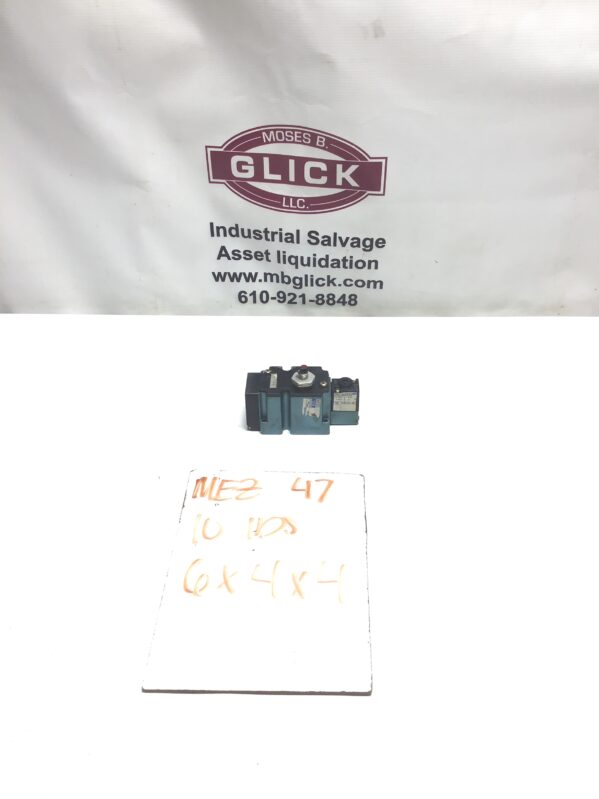 MOSES B.
GLICK
LLC.
Industrial Salvage
Asset liquidation
www.mbglick.com
610-921-8848
MEZ 47
10 lbs
6x4x4